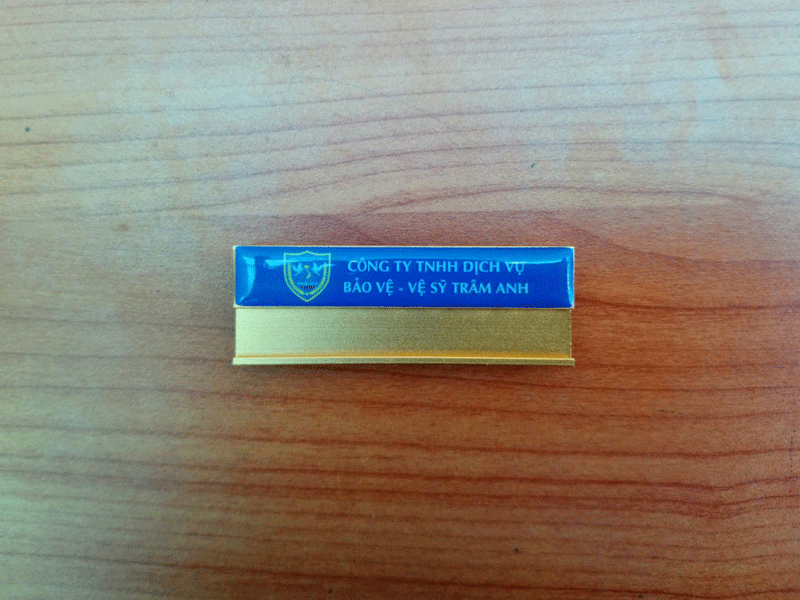 CÔNG TY TNHH DỊCH VỤ
BẢO VỆ - VỆ SỸ TRÂM ANH